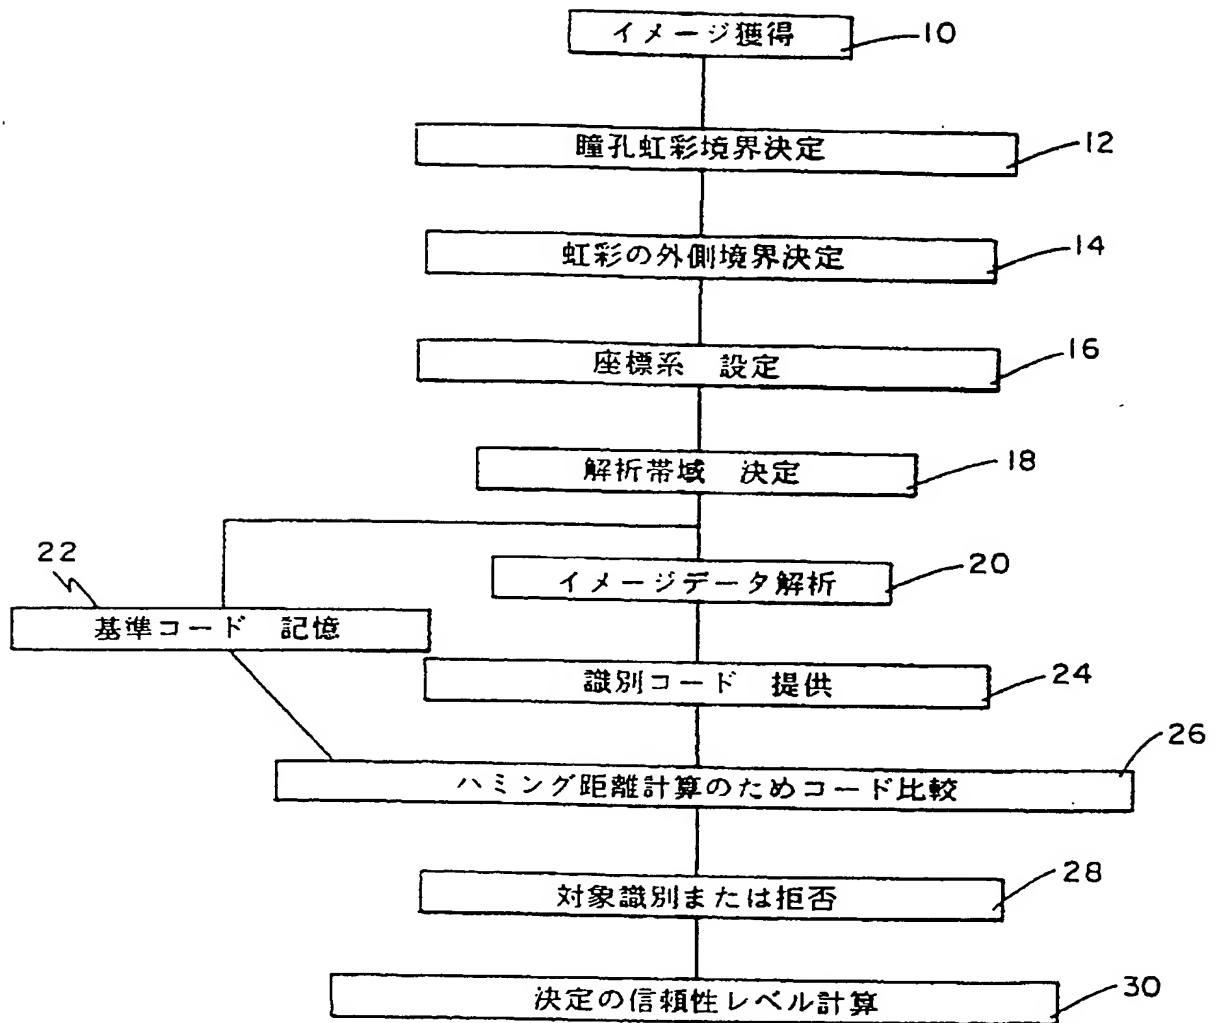 イメージ獲得 10
瞳孔虹彩境界決定 12
虹彩の外側境界決定 14
座標系 設定 16
解析帯域 決定 18
22
イメージデータ解析 20
基準コード 記憶
識別コード 提供 24
26
ハミング距離計算のためコード比較
対象識別または拒否 28
決定の信頼性レベル計算 30